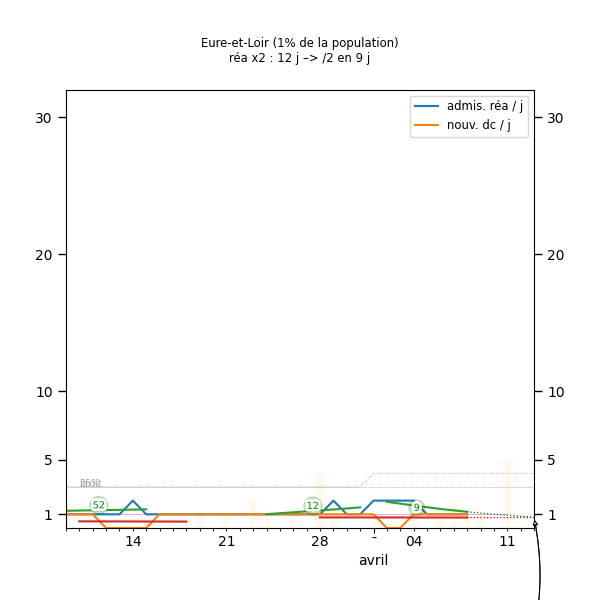 Eure-et-Loir (1% de la population)
réa x2 : 12 j –> /2 en 9 j
admis. réa / j
nouv. dc / j
30 30
20 20
10 10
5 5
52 12 9
1 1
14 21 28 - 04 11
avril